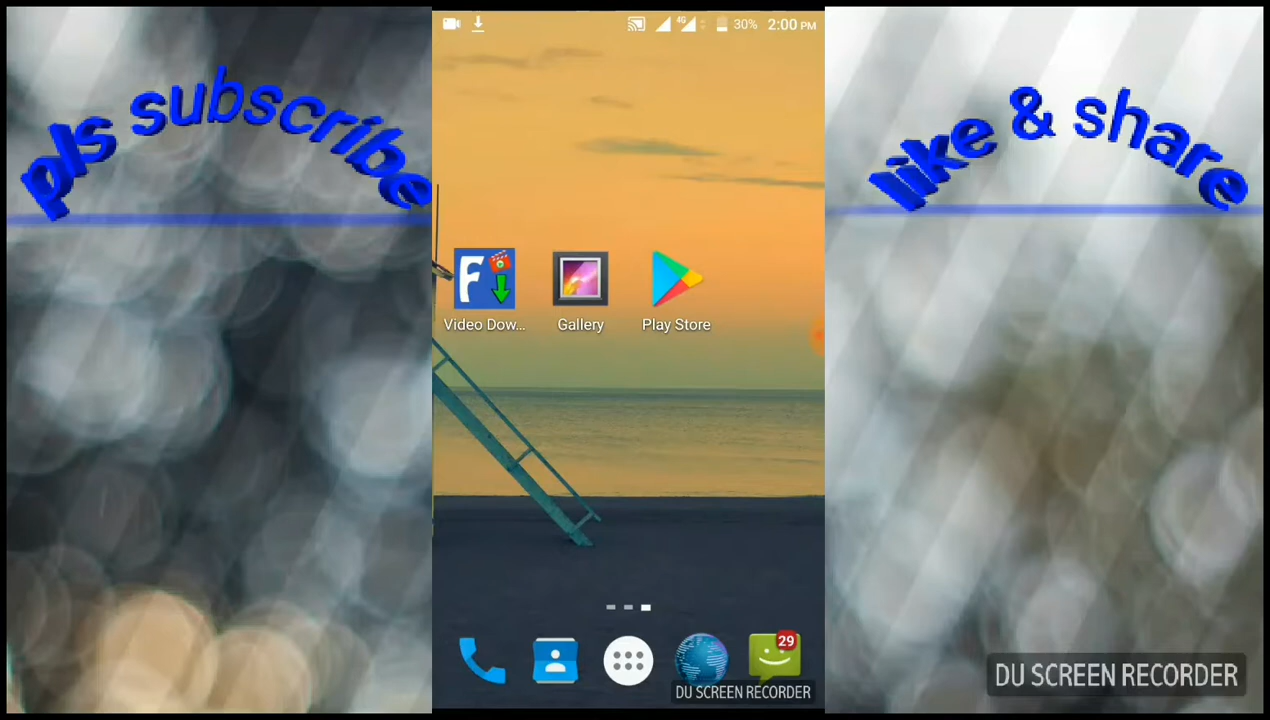 pls subscribe
4G 30% 2:00 PM
like & share
F
Video Dow...
Gallery
Play Store
29
DU SCREEN RECORDER
DU SCREEN RECORDER